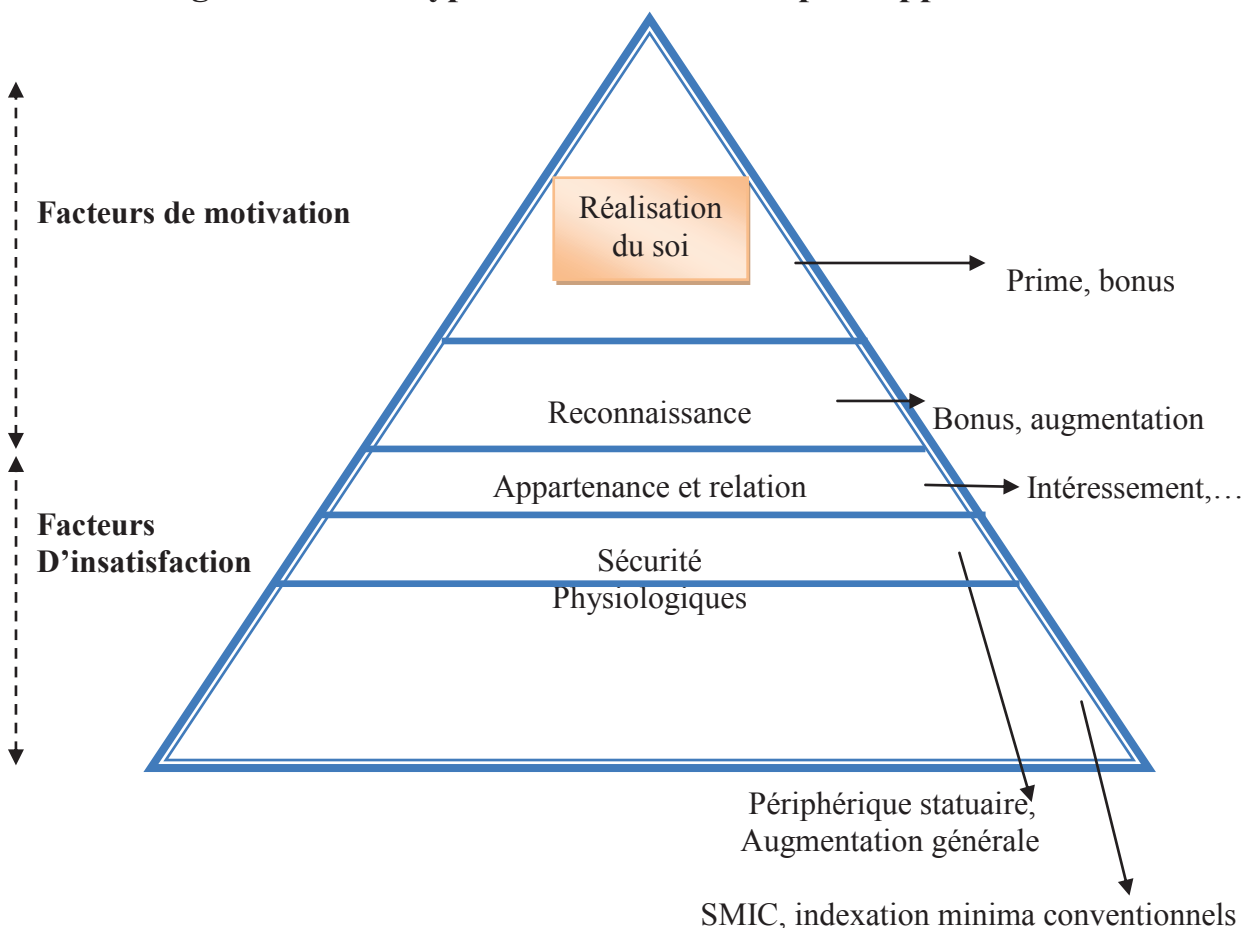 Facteurs de motivation
Réalisation
du soi
Prime, bonus
Reconnaissance
Bonus, augmentation
Appartenance et relation
Intéressement,…
Facteurs
D’insatisfaction
Sécurité
Physiologiques
Périphérique statuaire,
Augmentation générale
SMIC, indexation minima conventionnels